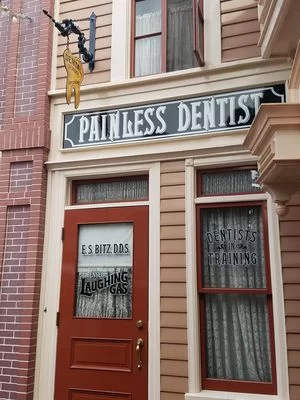 PAINLESS DENTIST
E. S. BITZ D.D.S.
LAUGHING
GAS
DENTISTS
IN
TRAINING